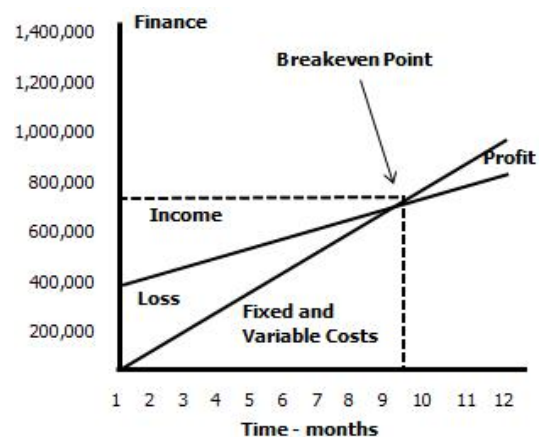 Finance
1,400,000
1,200,000
Breakeven Point
1,000,000
Profit
800,000
Income
600,000
400,000
Loss
Fixed and
Variable Costs
200,000
1 2 3 4 5 6 7 8 9 10 11 12
Time - months